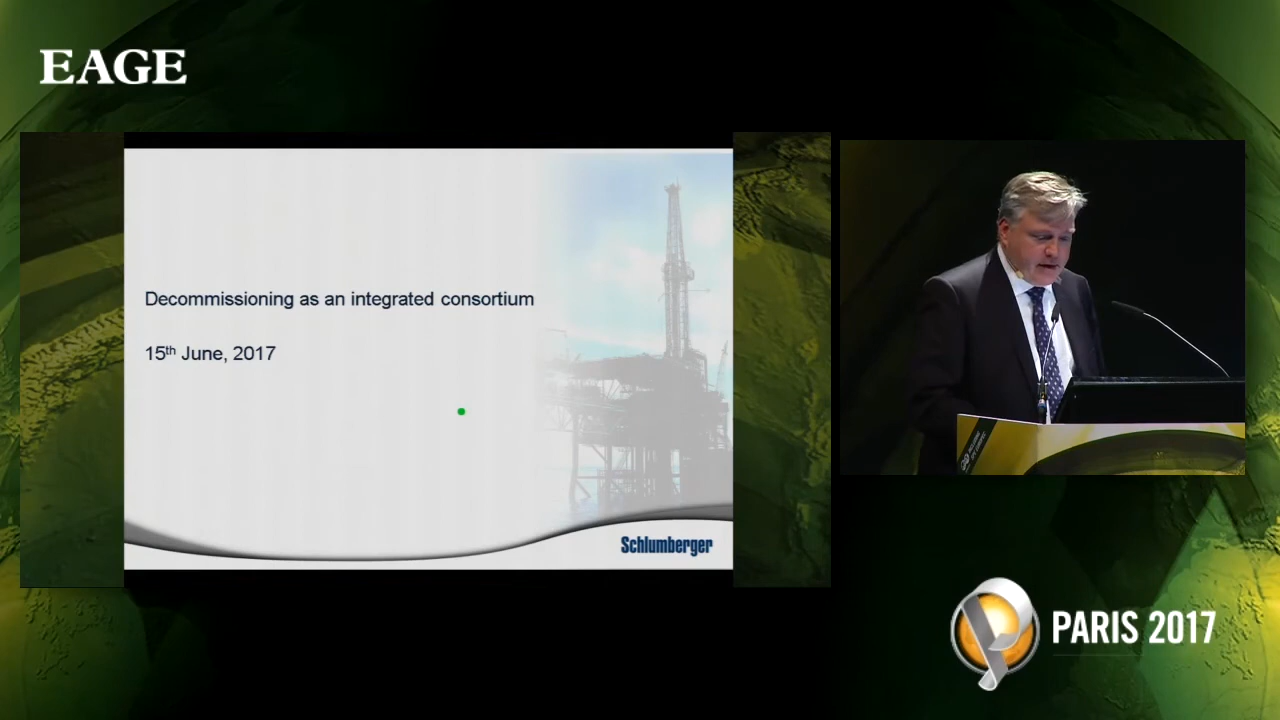 EAGE
Decommissioning as an integrated consortium
15th June, 2017
Schlumberger
PARIS 2017